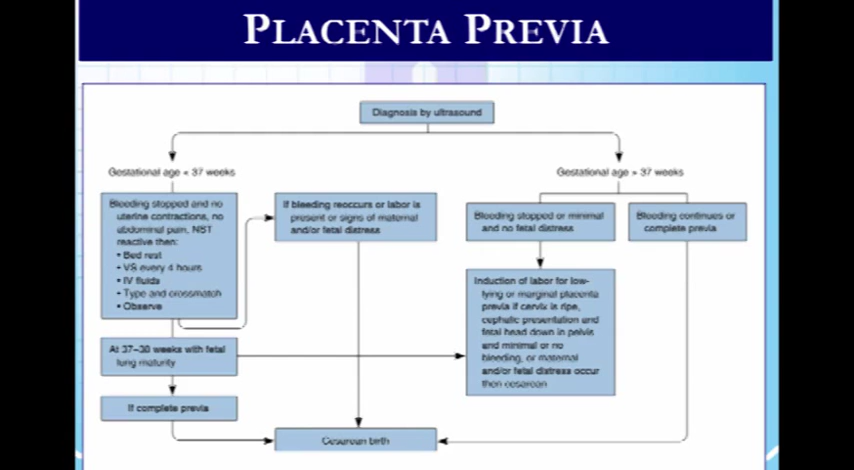 PLACENTA PREVIA
Diagnosis by ultrasound
Gestational age < 37 weeks
Gestational age > 37 weeks
Bleeding stopped and no
uterine contractions, no
abdominal pain, NST
reactive then:
• Bed rest
• VS every 4 hours
• IV fluids
• Type and crossmatch
• Observe
If bleeding reoccurs or labor is
present or signs of maternal
and/or fetal distress
Bleeding stopped or minimal
and no fetal distress
Bleeding continues or
complete previa
Induction of labor for low-
lying or marginal placenta
previa if cervix is ripe,
cephalic presentation and
fetal head down in pelvis
and minimal or no
bleeding, or maternal
and/or fetal distress occur
then cesarean
At 37–38 weeks with fetal
lung maturity
If complete previa
Cesarean birth